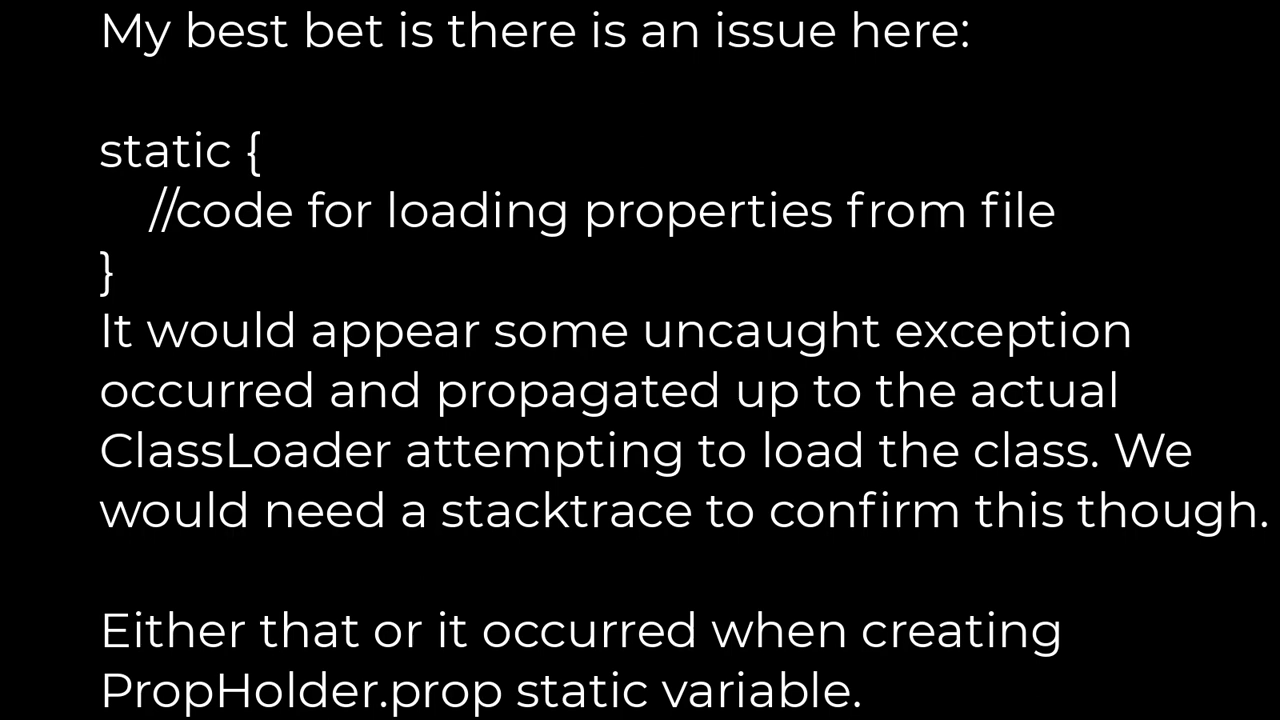 My best bet is there is an issue here:
static {
//code for loading properties from file
}
It would appear some uncaught exception
occurred and propagated up to the actual
ClassLoader attempting to load the class. We
would need a stacktrace to confirm this though.
Either that or it occurred when creating
PropHolder.prop static variable.